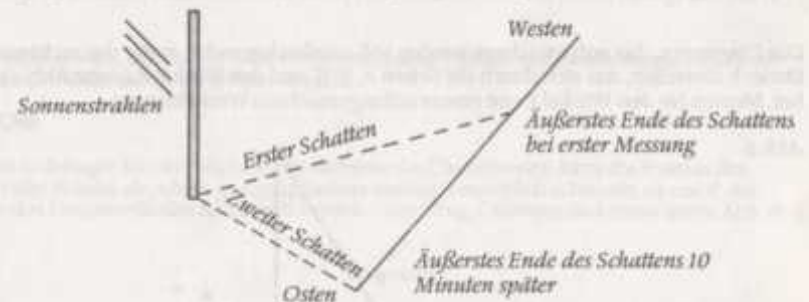 Westen
Sonnenstrahlen
Erster Schatten
Äußerstes Ende des Schattens
bei erster Messung
Zweiter Schatten
Äußerstes Ende des Schattens 10
Minuten später
Osten